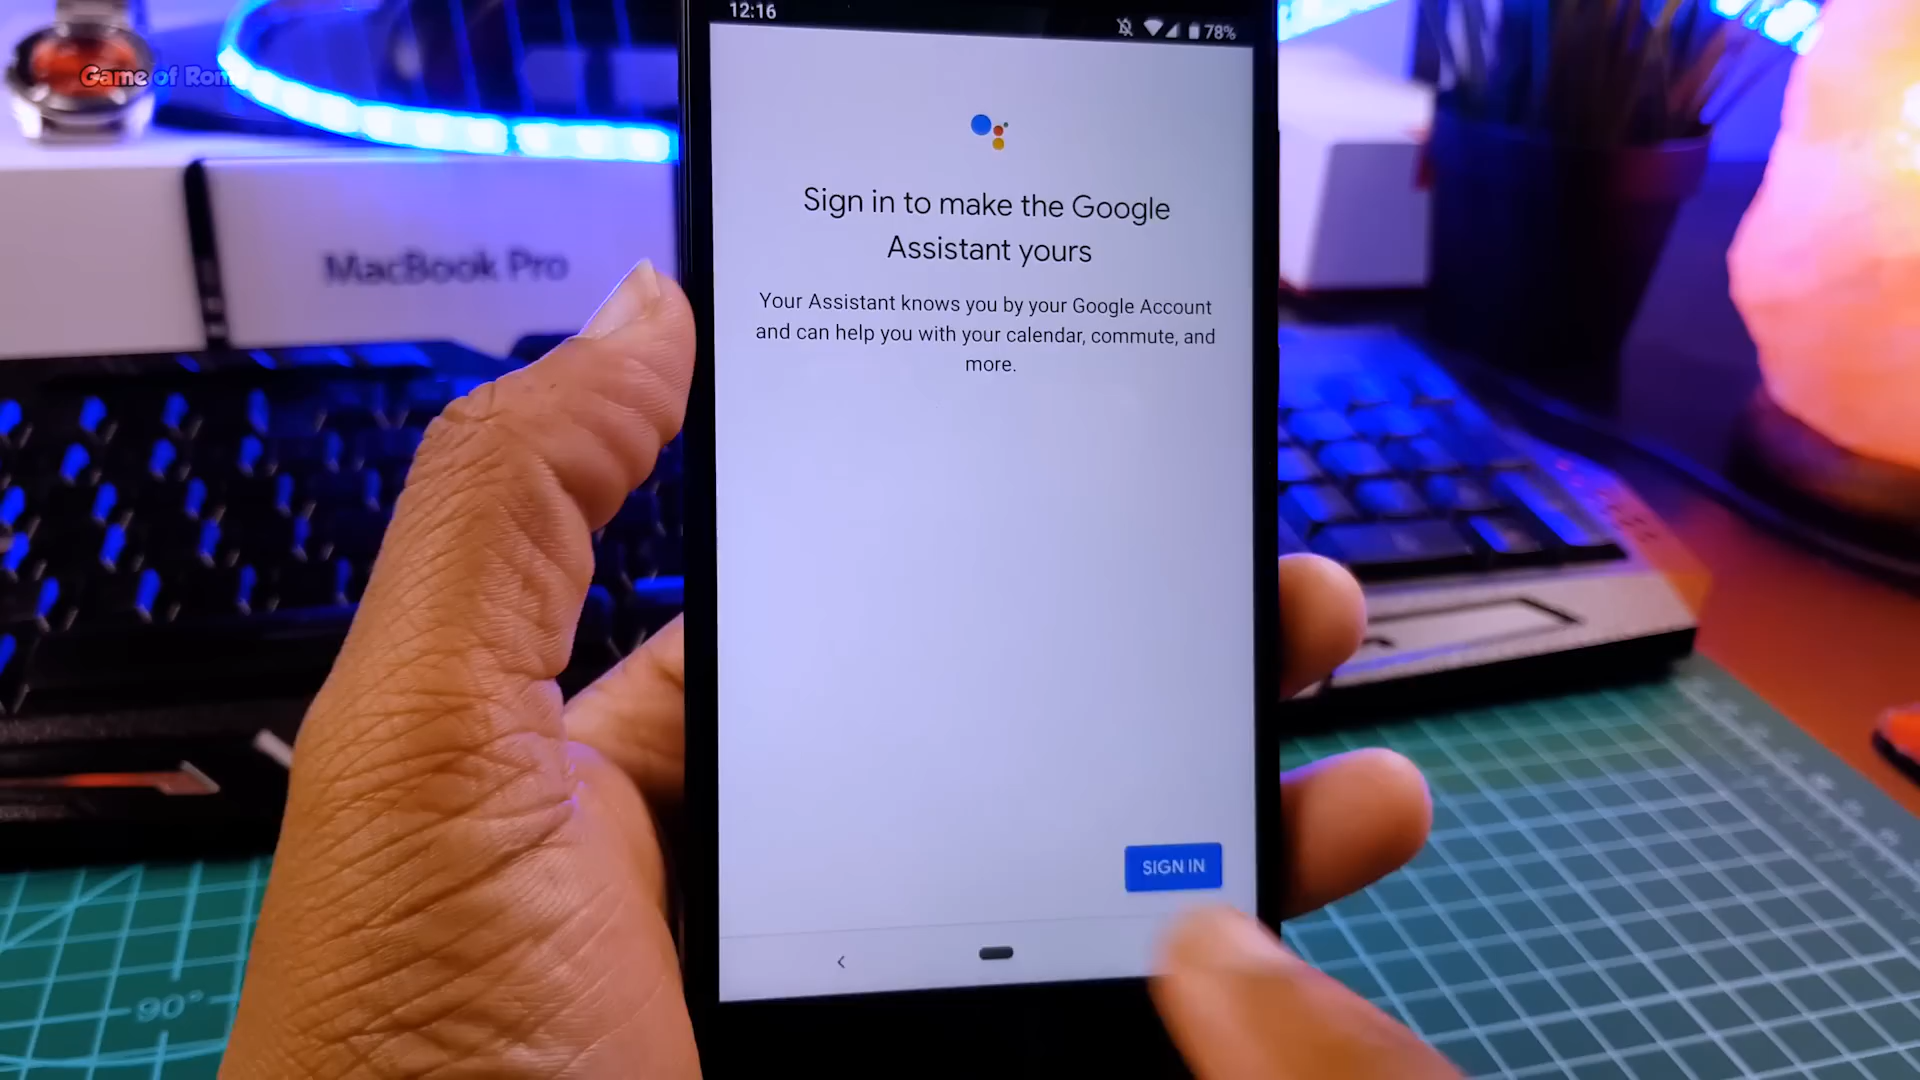 12:16
78%
Game of Rom
MacBook Pro
Sign in to make the Google
Assistant yours
Your Assistant knows you by your Google Account
and can help you with your calendar, commute, and
more.
SIGN IN
90°